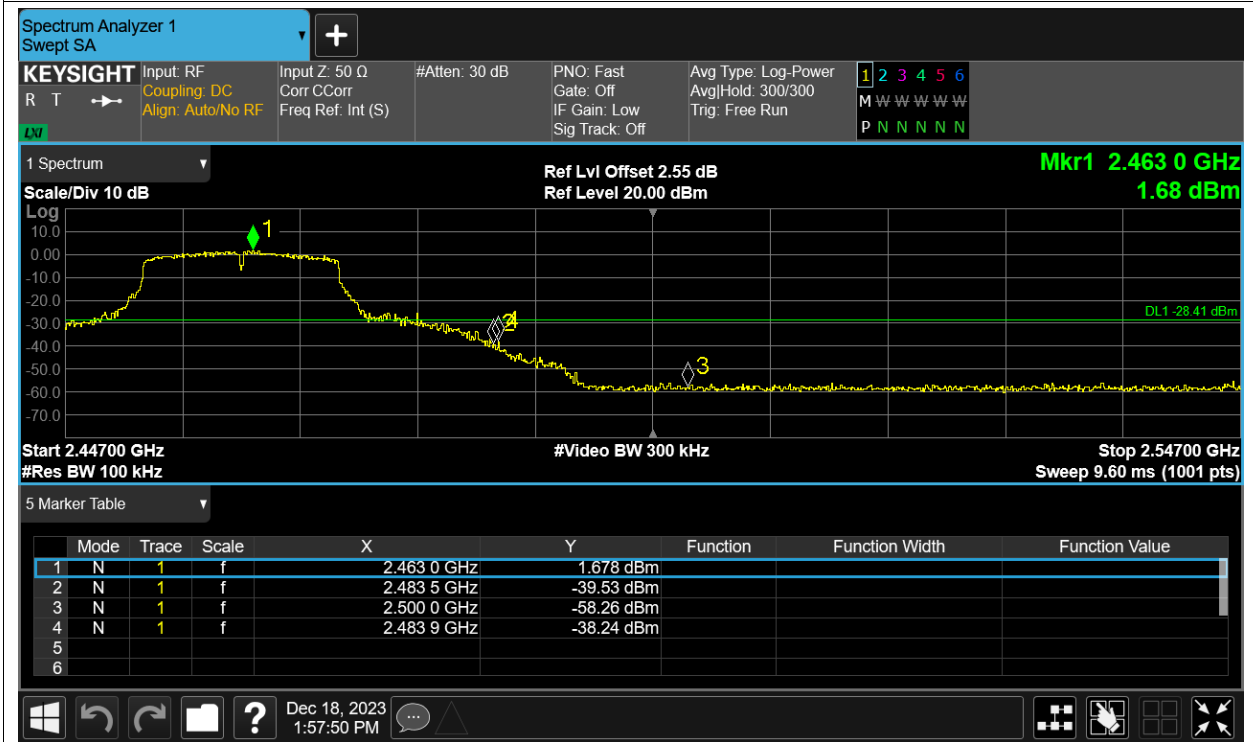 Spectrum Analyzer 1
Swept SA
+
KEYSIGHT
R T
LXI
Input: RF
Coupling: DC
Align: Auto/No RF
Input Z: 50 Ω
Corr CCorr
Freq Ref: Int (S)
#Atten: 30 dB
PNO: Fast
Gate: Off
IF Gain: Low
Sig Track: Off
Avg Type: Log-Power
Avg|Hold: 300/300
Trig: Free Run
1 2 3 4 5 6
M W W W W W
P N N N N N
1 Spectrum
Scale/Div 10 dB
Ref Lvl Offset 2.55 dB
Ref Level 20.00 dBm
Mkr1 2.463 0 GHz
1.68 dBm
Log
10.0
0.00
-10.0
-20.0
-30.0
-40.0
-50.0
-60.0
-70.0
1
2
4
3
DL1 -28.41 dBm
Start 2.44700 GHz #Video BW 300 kHz Stop 2.54700 GHz
#Res BW 100 kHz Sweep 9.60 ms (1001 pts)
5 Marker Table
Mode Trace Scale X Y Function Function Width Function Value
1 N 1 f 2.463 0 GHz 1.678 dBm
2 N 1 f 2.483 5 GHz -39.53 dBm
3 N 1 f 2.500 0 GHz -58.26 dBm
4 N 1 f 2.483 9 GHz -38.24 dBm
5
6
?
Dec 18, 2023
1:57:50 PM